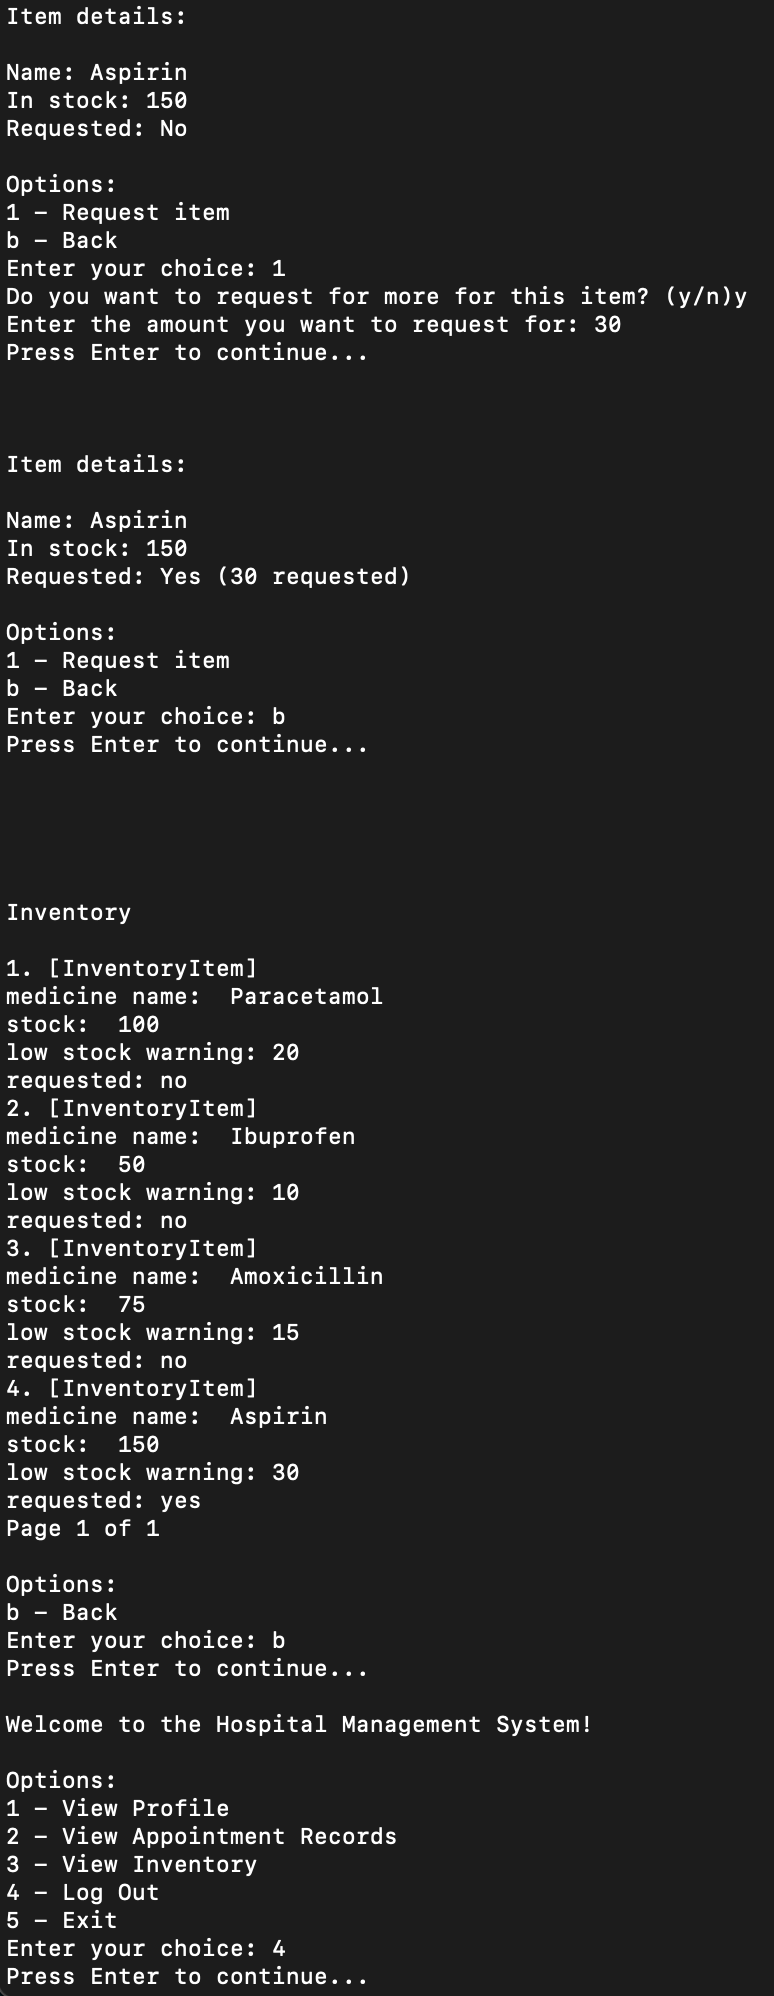 Item details:
Name: Aspirin
In stock: 150
Requested: No
Options:
1 – Request item
b – Back
Enter your choice: 1
Do you want to request for more for this item? (y/n)y
Enter the amount you want to request for: 30
Press Enter to continue...
Item details:
Name: Aspirin
In stock: 150
Requested: Yes (30 requested)
Options:
1 – Request item
b – Back
Enter your choice: b
Press Enter to continue...
Inventory
1. [InventoryItem]
medicine name:  Paracetamol
stock:  100
low stock warning: 20
requested: no
2. [InventoryItem]
medicine name:  Ibuprofen
stock:  50
low stock warning: 10
requested: no
3. [InventoryItem]
medicine name:  Amoxicillin
stock:  75
low stock warning: 15
requested: no
4. [InventoryItem]
medicine name:  Aspirin
stock:  150
low stock warning: 30
requested: yes
Page 1 of 1
Options:
b – Back
Enter your choice: b
Press Enter to continue...
Welcome to the Hospital Management System!
Options:
1 – View Profile
2 – View Appointment Records
3 – View Inventory
4 – Log Out
5 – Exit
Enter your choice: 4
Press Enter to continue...